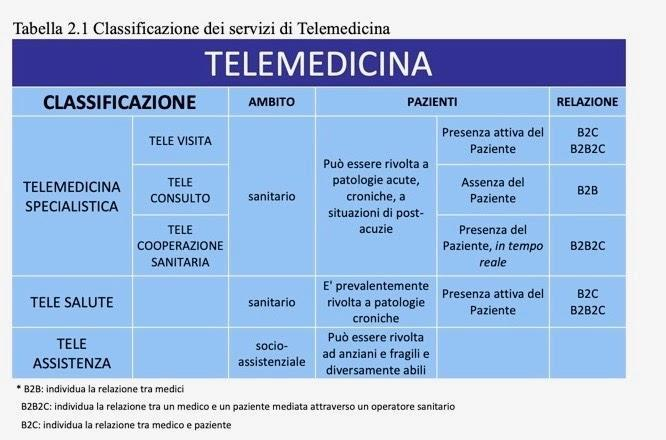 Tabella 2.1 Classificazione dei servizi di Telemedicina
TELEMEDICINA
CLASSIFICAZIONE AMBITO PAZIENTI RELAZIONE
TELEMEDICINA
SPECIALISTICA
TELE VISITA
sanitario
Può essere rivolta a
patologie acute,
croniche, a
situazioni di post-
acuzie
Presenza attiva del
Paziente
B2C
B2B2C
TELE
CONSULTO
Assenza del
Paziente
B2B
TELE
COOPERAZIONE
SANITARIA
Presenza del
Paziente, in tempo
reale
B2B2C
TELE SALUTE
sanitario
E' prevalentemente
rivolta a patologie
croniche
Presenza attiva del
Paziente
B2C
B2B2C
TELE
ASSISTENZA
socio-
assistenziale
Può essere rivolta
ad anziani e fragili e
diversamente abili
* B2B: individua la relazione tra medici
B2B2C: individua la relazione tra un medico e un paziente mediata attraverso un operatore sanitario
B2C: individua la relazione tra medico e paziente